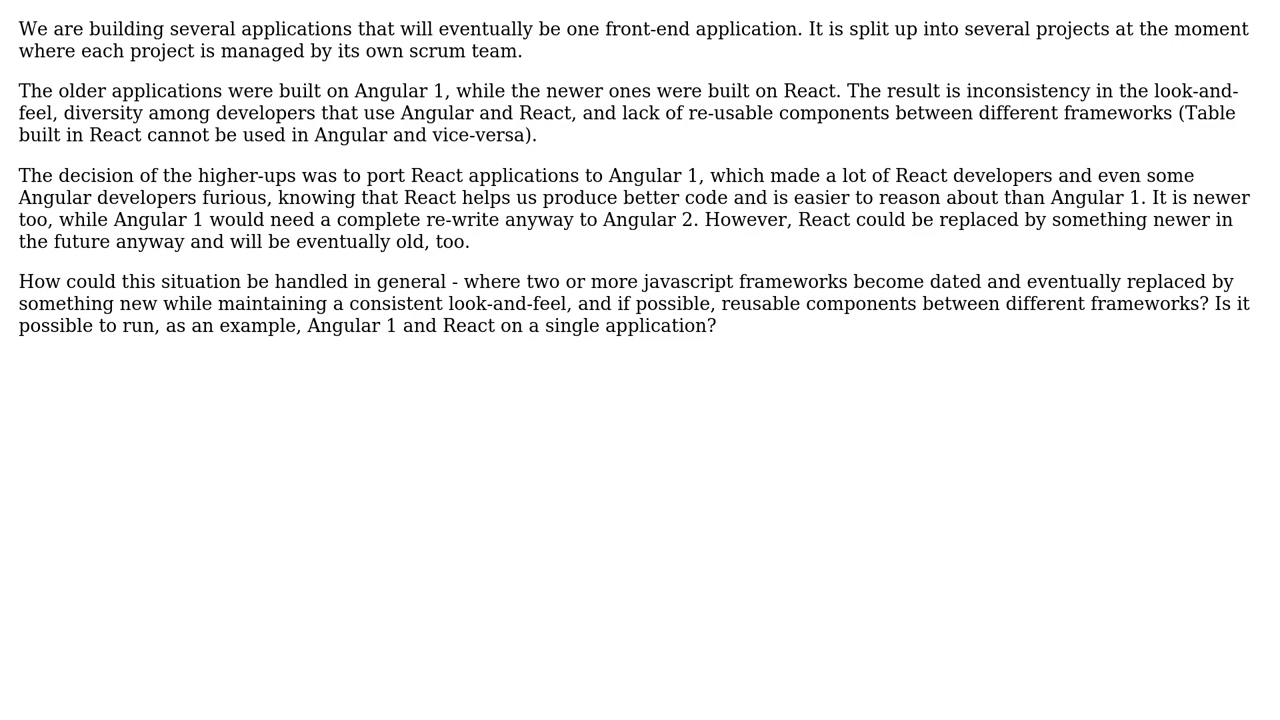 We are building several applications that will eventually be one front-end application. It is split up into several projects at the moment
where each project is managed by its own scrum team.
The older applications were built on Angular 1, while the newer ones were built on React. The result is inconsistency in the look-and-
feel, diversity among developers that use Angular and React, and lack of re-usable components between different frameworks (Table
built in React cannot be used in Angular and vice-versa).
The decision of the higher-ups was to port React applications to Angular 1, which made a lot of React developers and even some
Angular developers furious, knowing that React helps us produce better code and is easier to reason about than Angular 1. It is newer
too, while Angular 1 would need a complete re-write anyway to Angular 2. However, React could be replaced by something newer in
the future anyway and will be eventually old, too.
How could this situation be handled in general - where two or more javascript frameworks become dated and eventually replaced by
something new while maintaining a consistent look-and-feel, and if possible, reusable components between different frameworks? Is it
possible to run, as an example, Angular 1 and React on a single application?